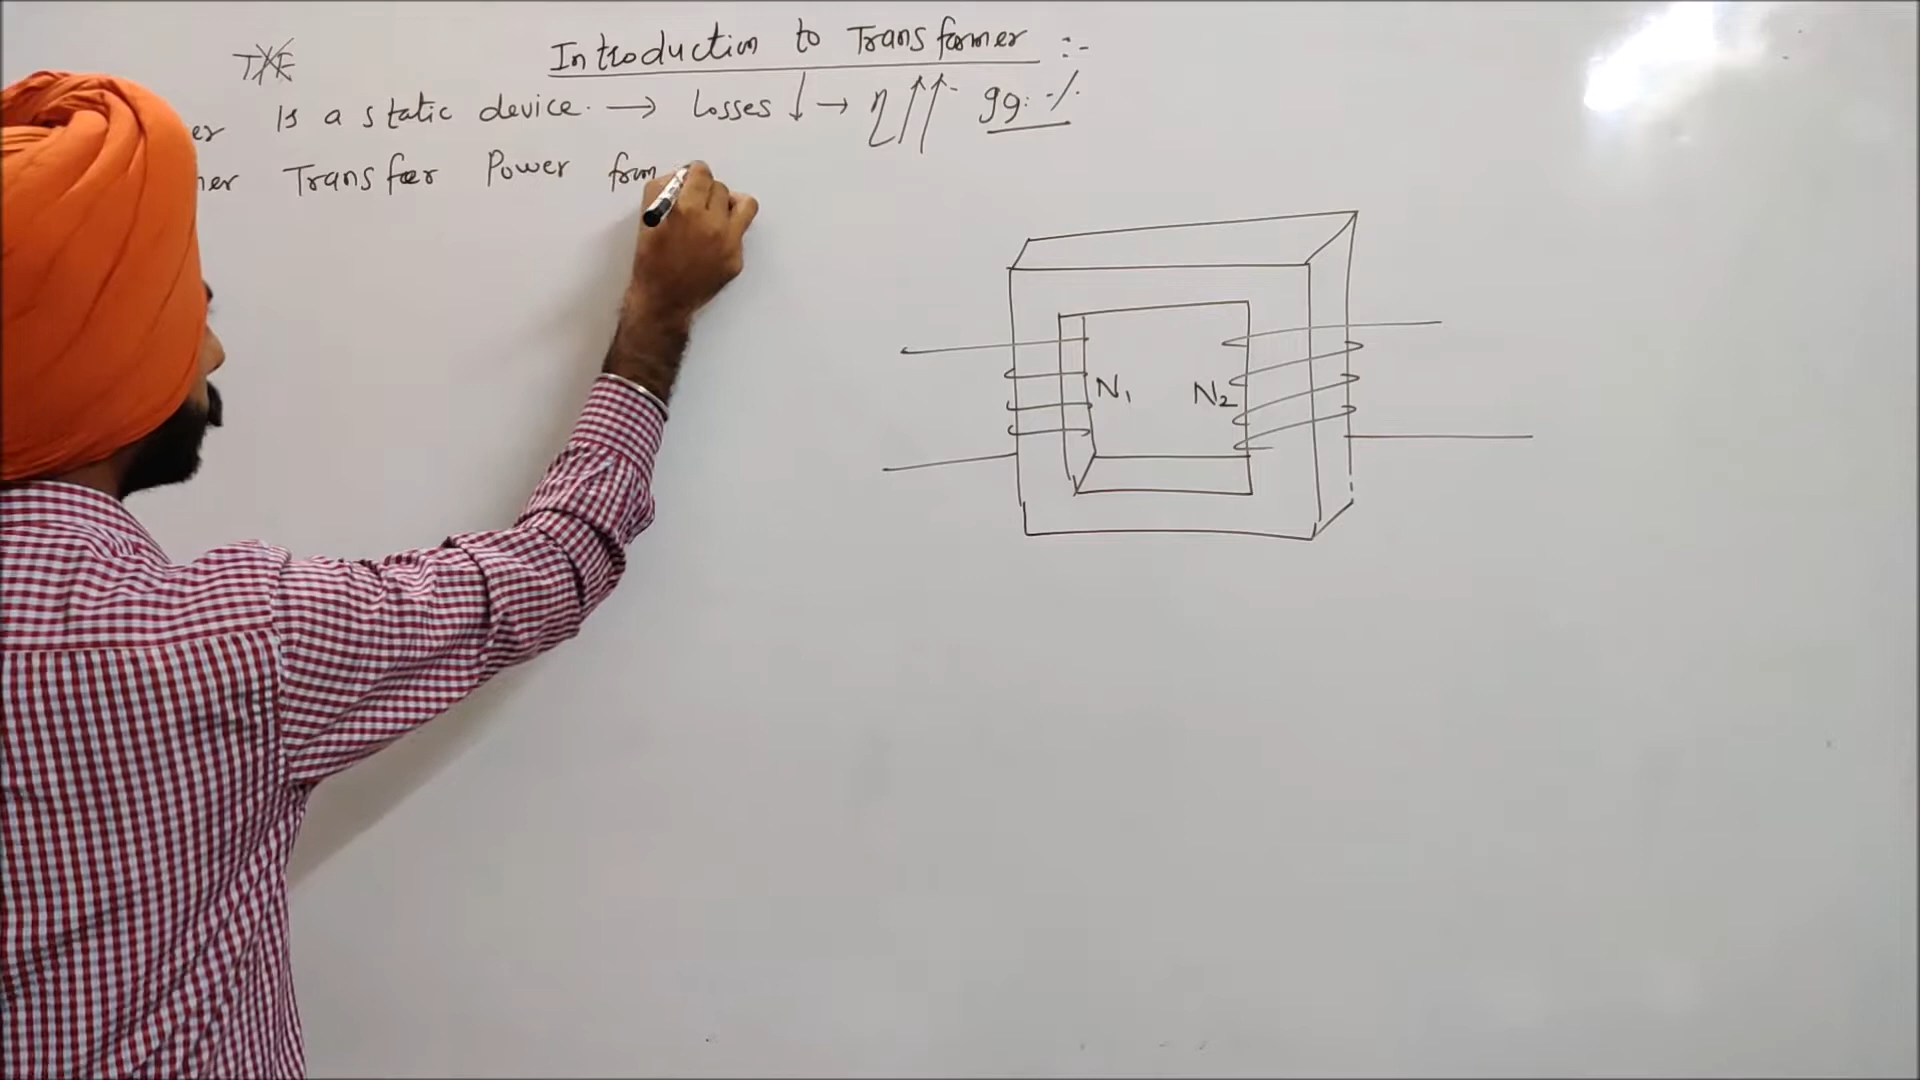 Introduction to Transformer :-
Is a static device. → Losses ↓ → η ↑↑ 99.%
Transfer Power from
N₁ N₂